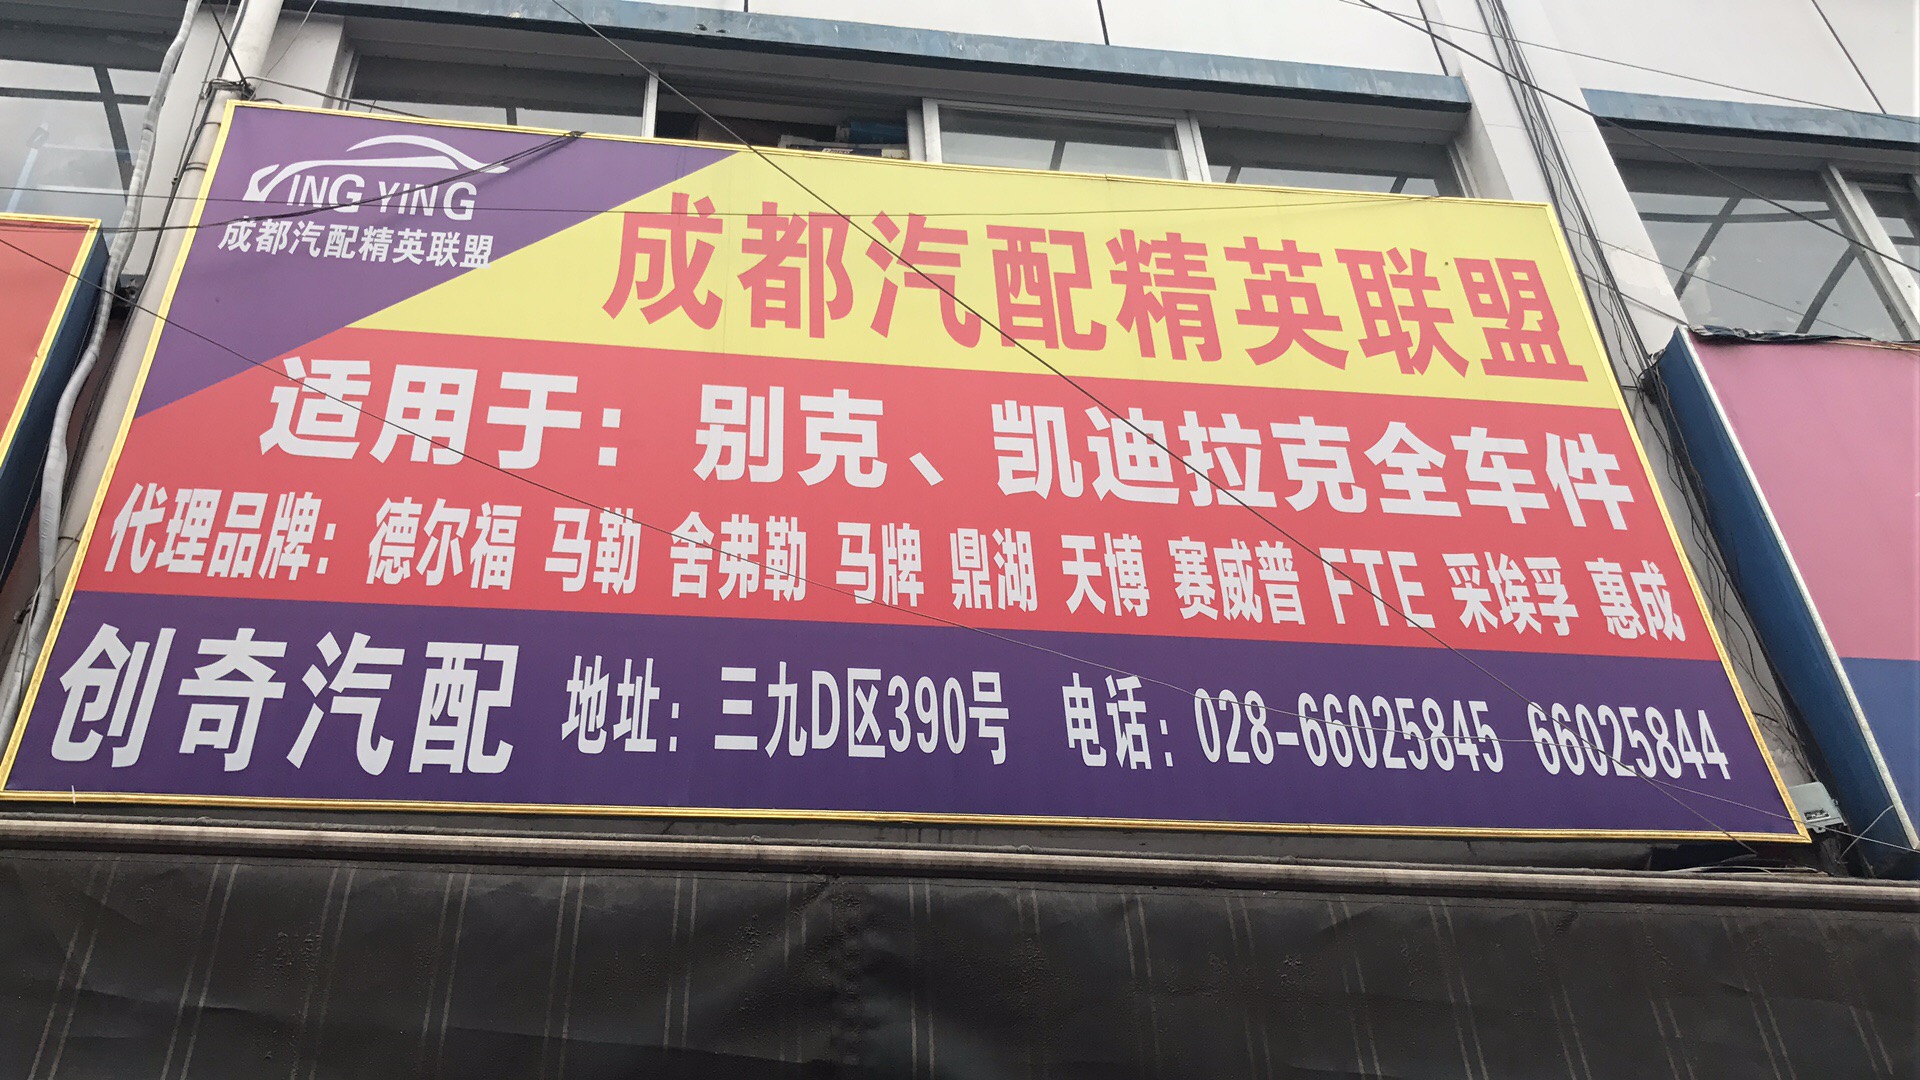 ING YING
成都汽配精英联盟
成都汽配精英联盟
适用于：别克、凯迪拉克全车件
代理品牌：德尔福 马勒 舍弗勒 马牌 鼎湖 天博 赛威普 FTE 采埃孚 惠成
创奇汽配 地址：三九D区390号 电话：028-66025845 66025844